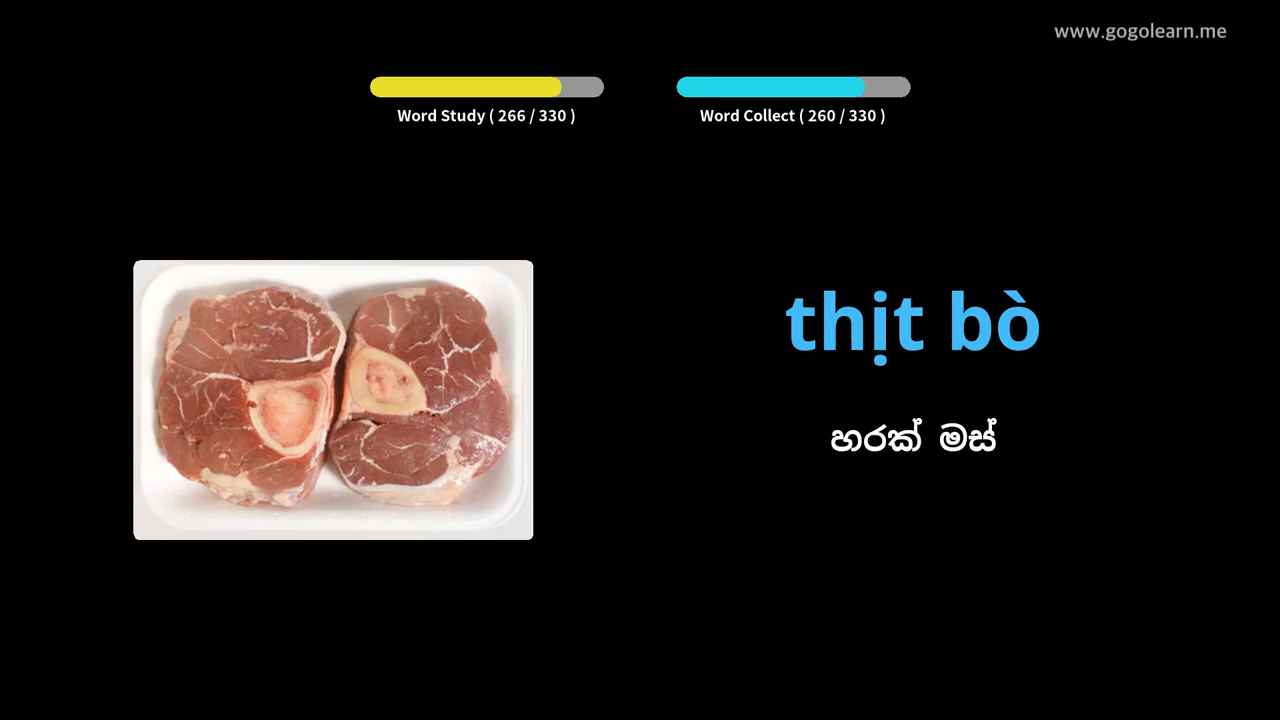 www.gogolearn.me
Word Study ( 266 / 330 )
Word Collect ( 260 / 330 )
thịt bò
හරක් මස්